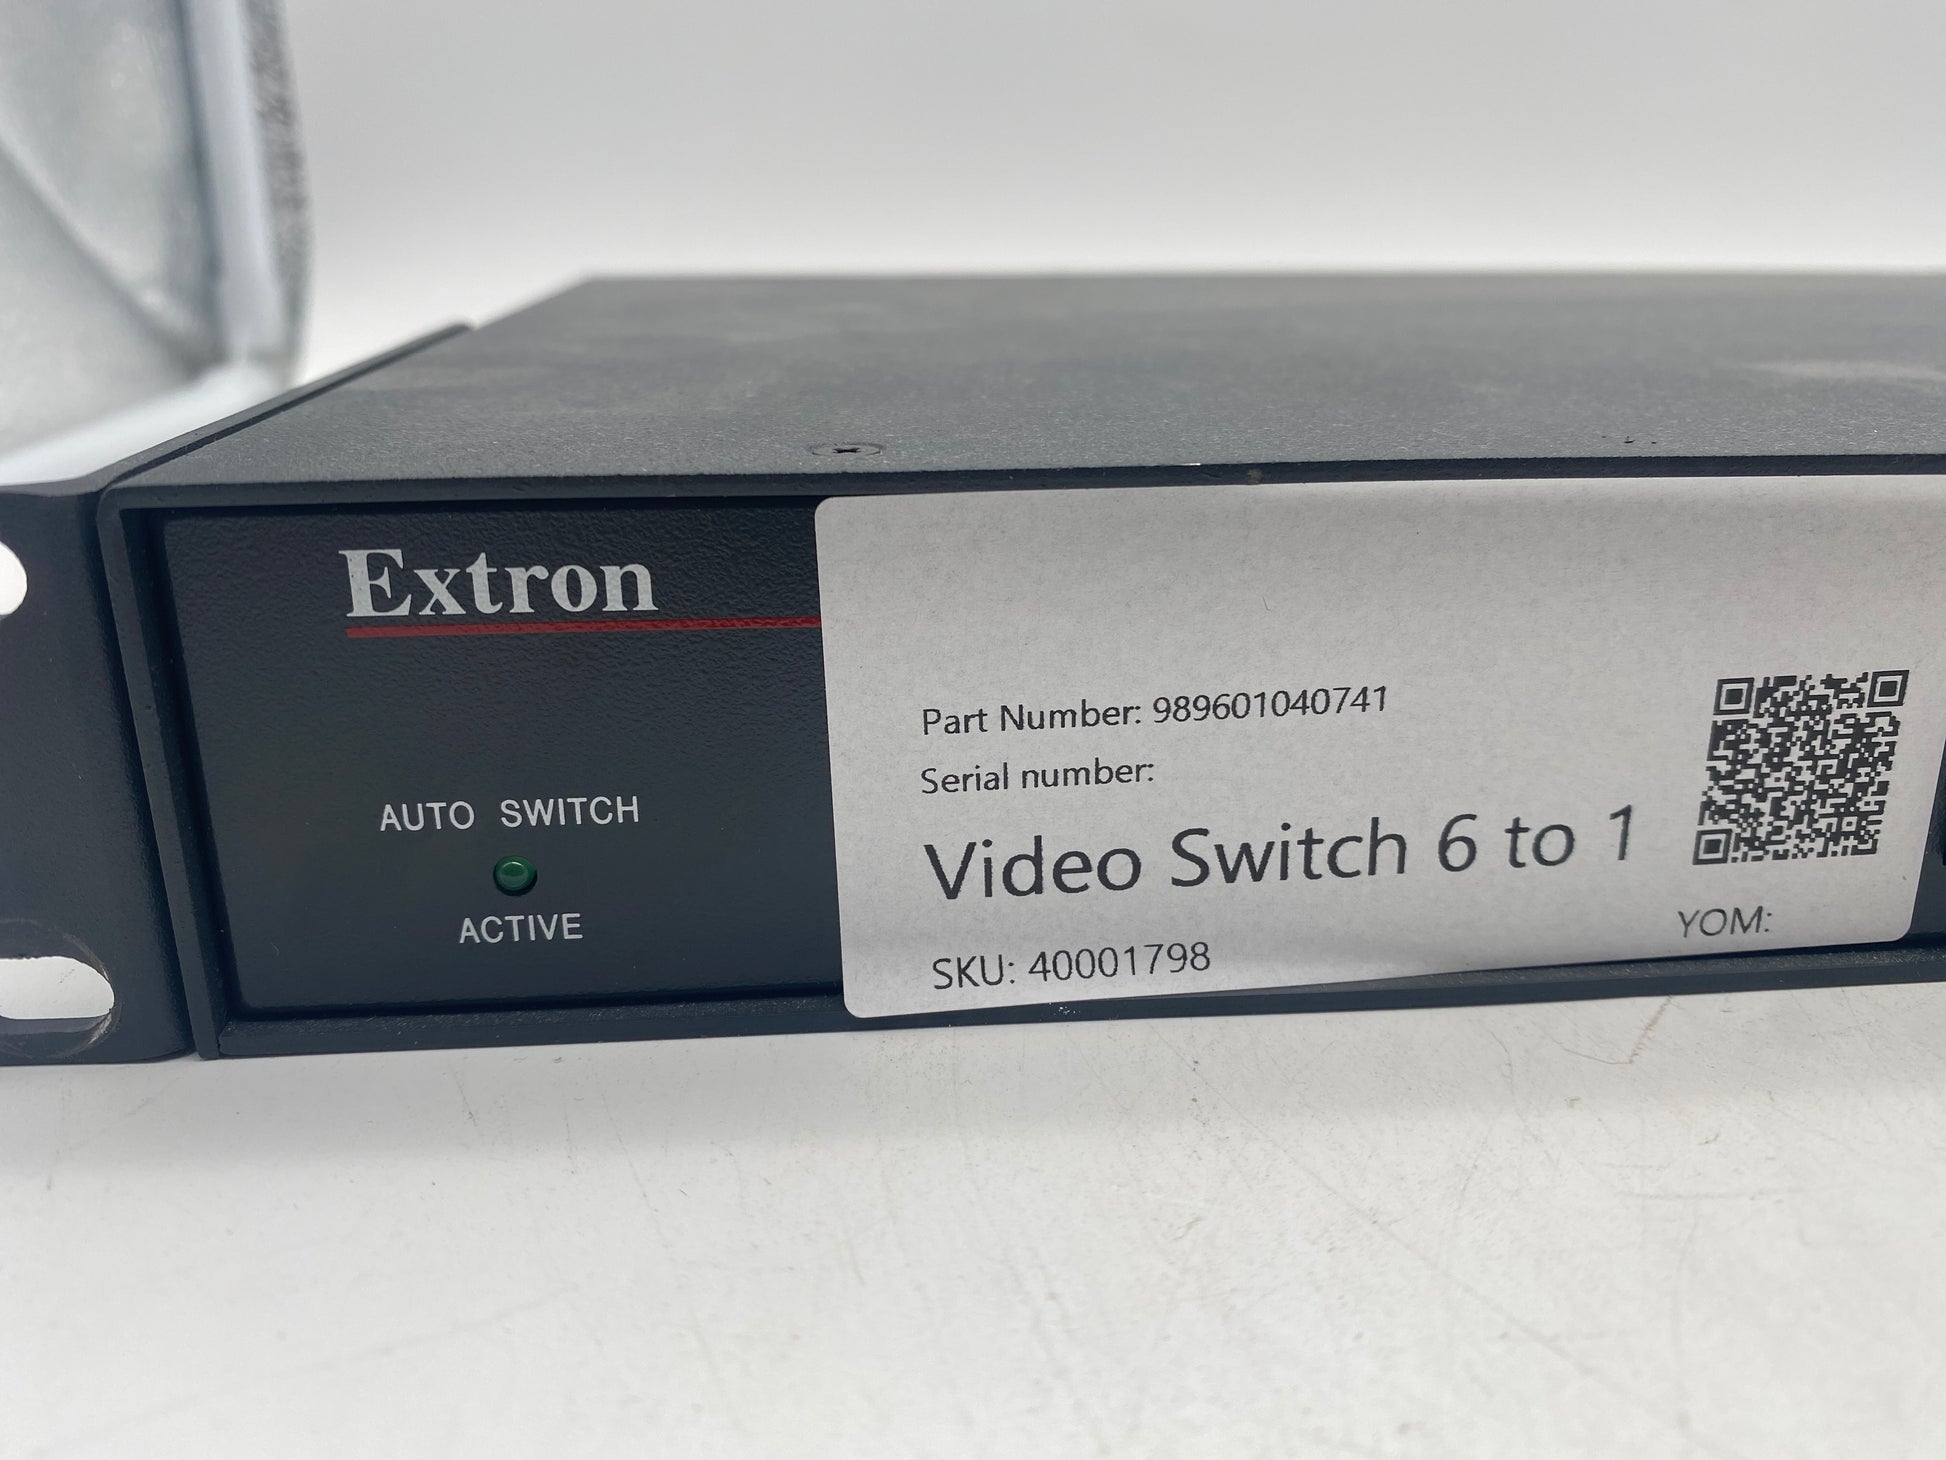 Extron
AUTO SWITCH
ACTIVE
Part Number: 989601040741
Serial number:
Video Switch 6 to 1
YOM:
SKU: 40001798